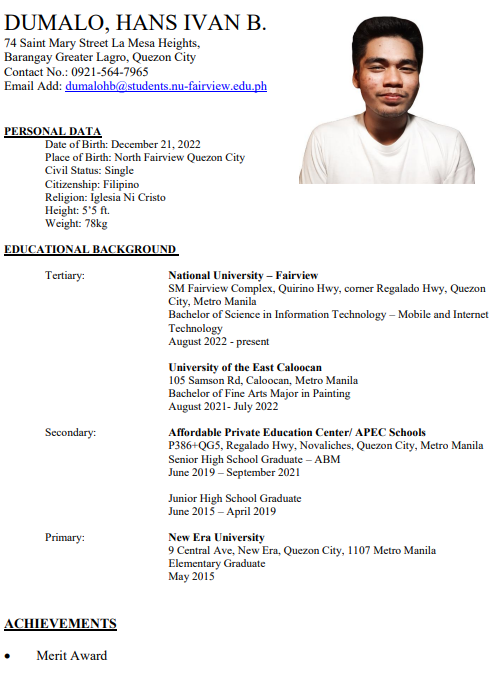 DUMALO, HANS IVAN B.
74 Saint Mary Street La Mesa Heights,
Barangay Greater Lagro, Quezon City
Contact No.: 0921-564-7965
Email Add: dumalohb@students.nu-fairview.edu.ph
PERSONAL DATA
Date of Birth: December 21, 2022
Place of Birth: North Fairview Quezon City
Civil Status: Single
Citizenship: Filipino
Religion: Iglesia Ni Cristo
Height: 5’5 ft.
Weight: 78kg
EDUCATIONAL BACKGROUND
Tertiary: National University – Fairview
SM Fairview Complex, Quirino Hwy, corner Regalado Hwy, Quezon
City, Metro Manila
Bachelor of Science in Information Technology – Mobile and Internet
Technology
August 2022 - present
University of the East Caloocan
105 Samson Rd, Caloocan, Metro Manila
Bachelor of Fine Arts Major in Painting
August 2021- July 2022
Secondary: Affordable Private Education Center/ APEC Schools
P386+QG5, Regalado Hwy, Novaliches, Quezon City, Metro Manila
Senior High School Graduate – ABM
June 2019 – September 2021
Junior High School Graduate
June 2015 – April 2019
Primary: New Era University
9 Central Ave, New Era, Quezon City, 1107 Metro Manila
Elementary Graduate
May 2015
ACHIEVEMENTS
• Merit Award